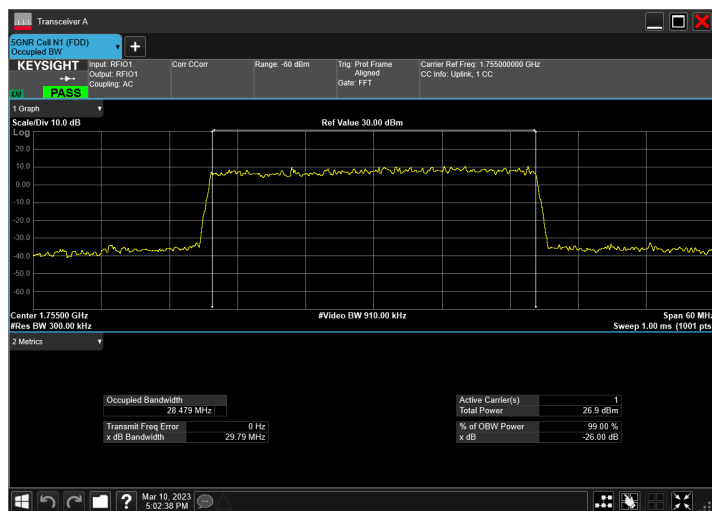 Transceiver A
5GNR Cell N1 (FDD)
Occupied BW
KEYSIGHT
LXI
PASS
Input: RFIO1
Output: RFIO1
Coupling: AC
Corr CCorr
Range: -60 dBm
Trig: Prot Frame
Aligned
Gate: FFT
Carrier Ref Freq: 1.755000000 GHz
CC Info: Uplink, 1 CC
1 Graph
Scale/Div 10.0 dB
Ref Value 30.00 dBm
Log
20.0
10.0
0.00
-10.0
-20.0
-30.0
-40.0
-50.0
-60.0
Center 1.75500 GHz
#Video BW 910.00 kHz
Span 60 MHz
#Res BW 300.00 kHz
Sweep 1.00 ms (1001 pts
2 Metrics
Occupied Bandwidth
28.479 MHz
Transmit Freq Error 0 Hz
x dB Bandwidth 29.79 MHz
Active Carrier(s) 1
Total Power 26.9 dBm
% of OBW Power 99.00 %
x dB -26.00 dB
?
Mar 10, 2023
5:02:38 PM